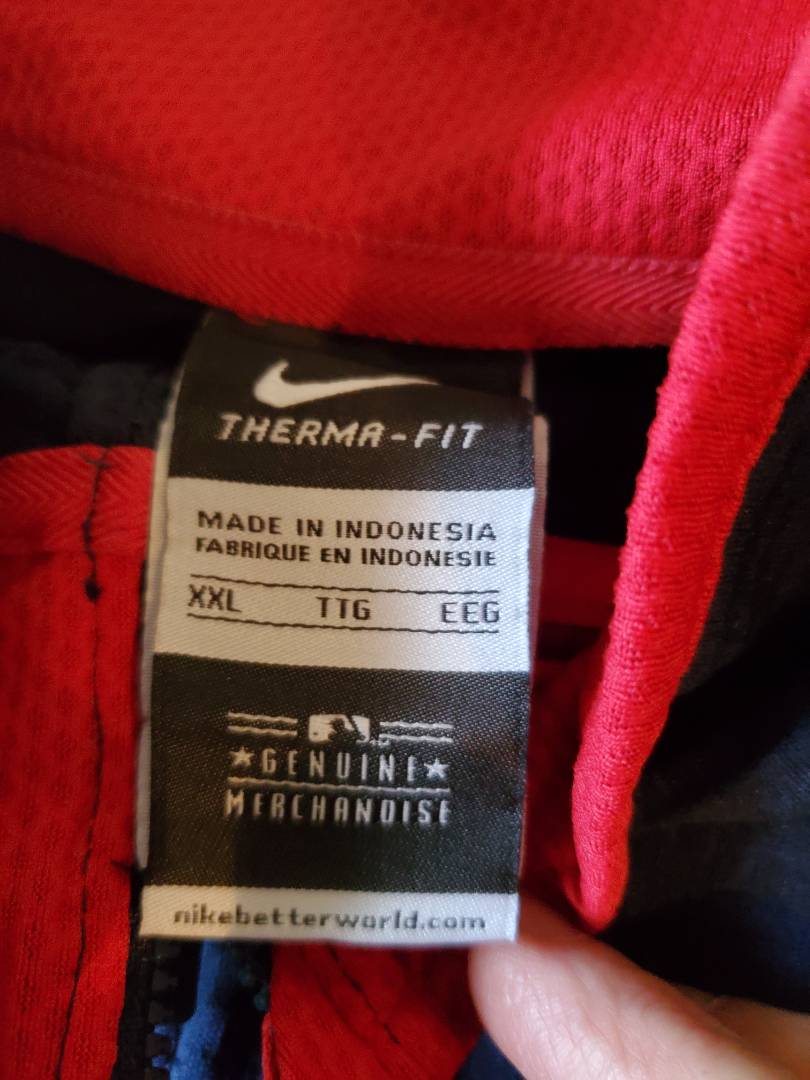 THERMA-FIT
MADE IN INDONESIA
FABRIQUE EN INDONESIE
XXL TTG EEG
★GENUINE★
MERCHANDISE
nikebetterworld.com